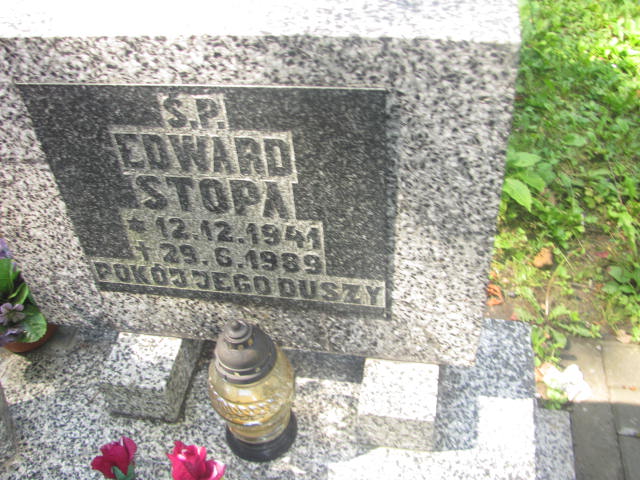 Ś.P.
EDWARD
STOPA
* 12.12.1941
† 29.6.1989
POKÓJ JEGO DUSZY